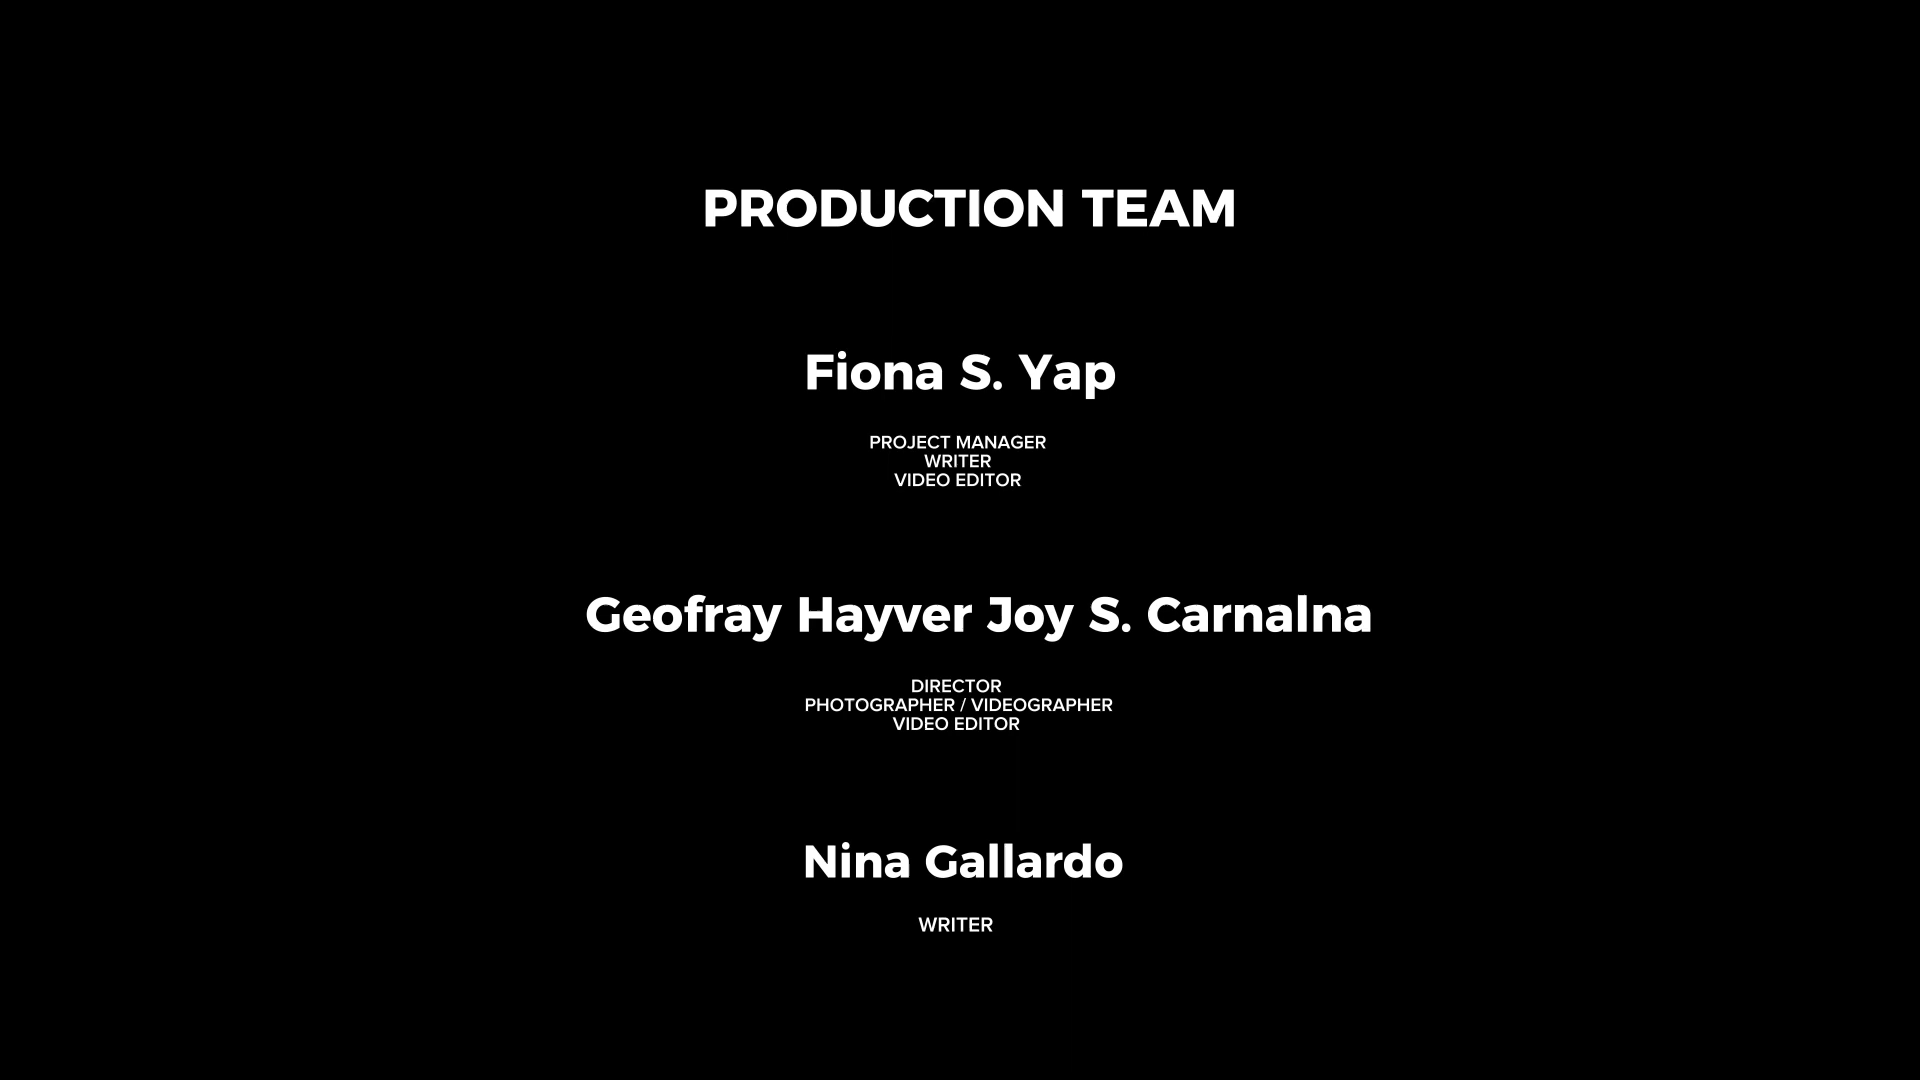 PRODUCTION TEAM
Fiona S. Yap
PROJECT MANAGER
WRITER
VIDEO EDITOR
Geofray Hayver Joy S. Carnalna
DIRECTOR
PHOTOGRAPHER / VIDEOGRAPHER
VIDEO EDITOR
Nina Gallardo
WRITER